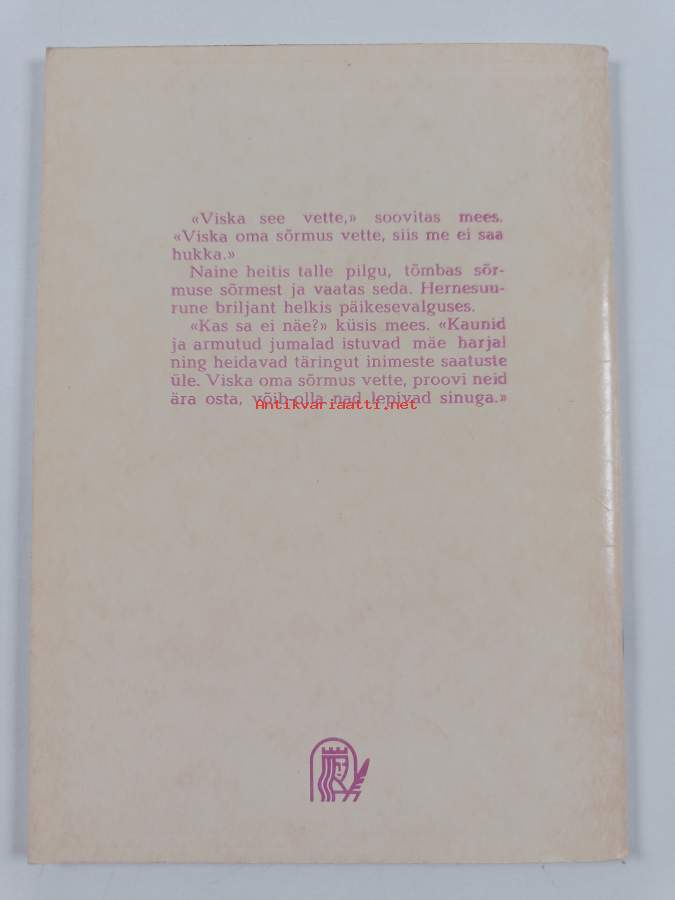 «Viska see vette,» soovitas mees.
«Viska oma sõrmus vette, siis me ei saa
hukka.»
Naine heitis talle pilgu, tõmbas sõr-
muse sõrmest ja vaatas seda. Hernesuu-
rune briljant helkis päikesevalguses.
«Kas sa ei näe?» küsis mees. «Kaunid
ja armutud jumalad istuvad mäe harjal
ning heidavad täringut inimeste saatuste
üle. Viska oma sõrmus vette, proovi neid
ära osta, võib-olla nad lepivad sinuga.»
Antikvariaatti.net